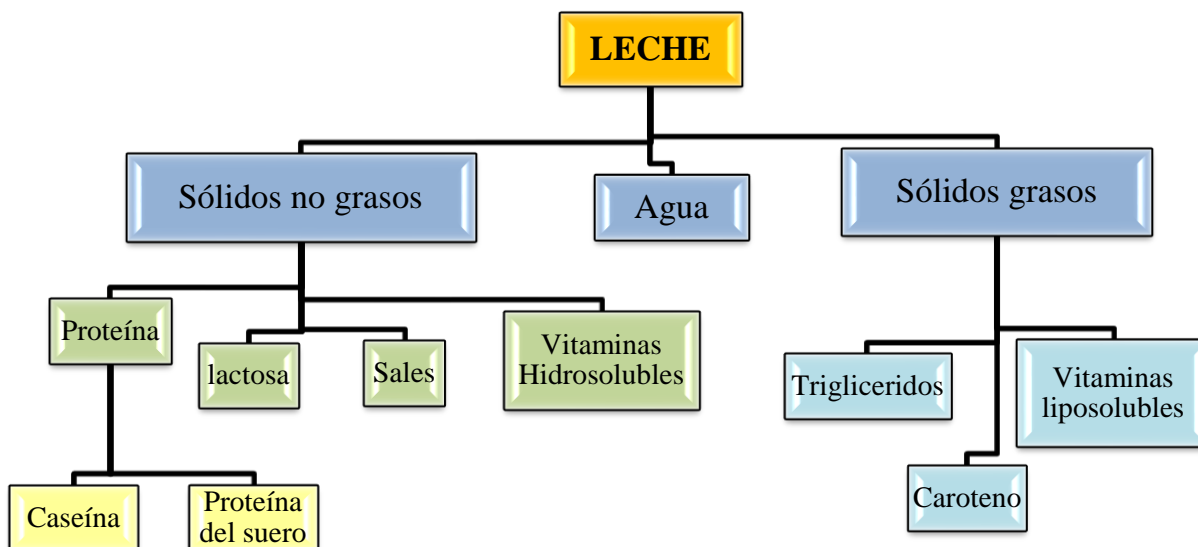 LECHE
Sólidos no grasos
Agua
Sólidos grasos
Proteína
lactosa
Sales
Vitaminas
Hidrosolubles
Trigliceridos
Vitaminas
liposolubles
Caroteno
Caseína
Proteína
del suero